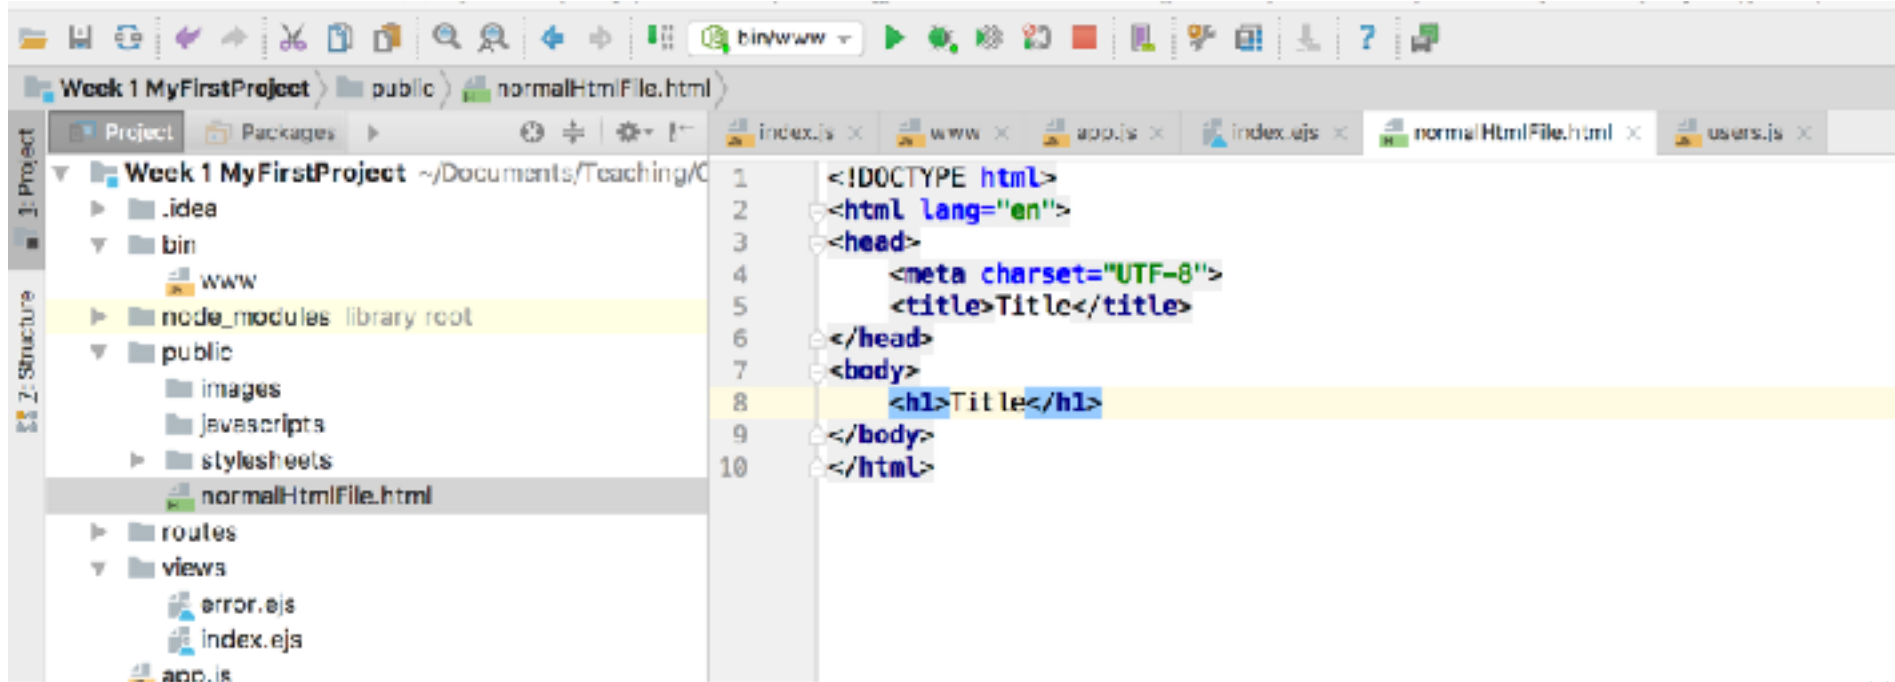 bin/www
?
Week 1 MyFirstProject public normalHtmlFile.html
Project Packages
index.js × www × app.js × index.ejs × normalHtmlFile.html × users.js ×
1: Project
7: Structure
Week 1 MyFirstProject ~/Documents/Teaching/C
.idea
bin
www
node_modules library root
public
images
javascripts
stylesheets
normalHtmlFile.html
routes
views
error.ejs
index.ejs
app.js
1 <!DOCTYPE html>
2 <html lang="en">
3 <head>
4 <meta charset="UTF-8">
5 <title>Title</title>
6 </head>
7 <body>
8 <h1>Title</h1>
9 </body>
10 </html>